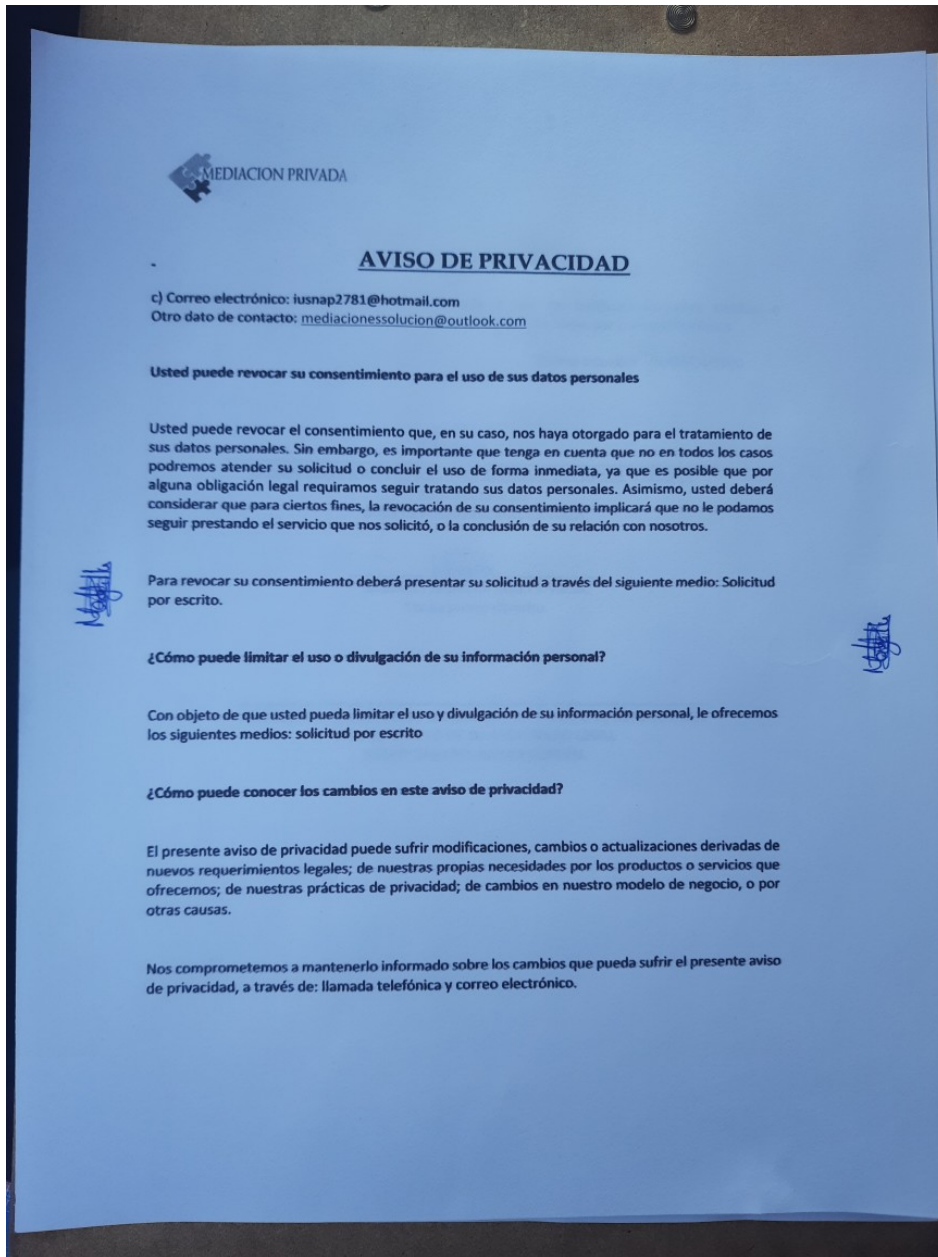 MEDIACION PRIVADA
AVISO DE PRIVACIDAD
c) Correo electrónico: iusnap2781@hotmail.com
Otro dato de contacto: mediacionessolucion@outlook.com
Usted puede revocar su consentimiento para el uso de sus datos personales
Usted puede revocar el consentimiento que, en su caso, nos haya otorgado para el tratamiento de
sus datos personales. Sin embargo, es importante que tenga en cuenta que no en todos los casos
podremos atender su solicitud o concluir el uso de forma inmediata, ya que es posible que por
alguna obligación legal requiramos seguir tratando sus datos personales. Asimismo, usted deberá
considerar que para ciertos fines, la revocación de su consentimiento implicará que no le podamos
seguir prestando el servicio que nos solicitó, o la conclusión de su relación con nosotros.
Para revocar su consentimiento deberá presentar su solicitud a través del siguiente medio: Solicitud
por escrito.
¿Cómo puede limitar el uso o divulgación de su información personal?
Con objeto de que usted pueda limitar el uso y divulgación de su información personal, le ofrecemos
los siguientes medios: solicitud por escrito
¿Cómo puede conocer los cambios en este aviso de privacidad?
El presente aviso de privacidad puede sufrir modificaciones, cambios o actualizaciones derivadas de
nuevos requerimientos legales; de nuestras propias necesidades por los productos o servicios que
ofrecemos; de nuestras prácticas de privacidad; de cambios en nuestro modelo de negocio, o por
otras causas.
Nos comprometemos a mantenerlo informado sobre los cambios que pueda sufrir el presente aviso
de privacidad, a través de: llamada telefónica y correo electrónico.